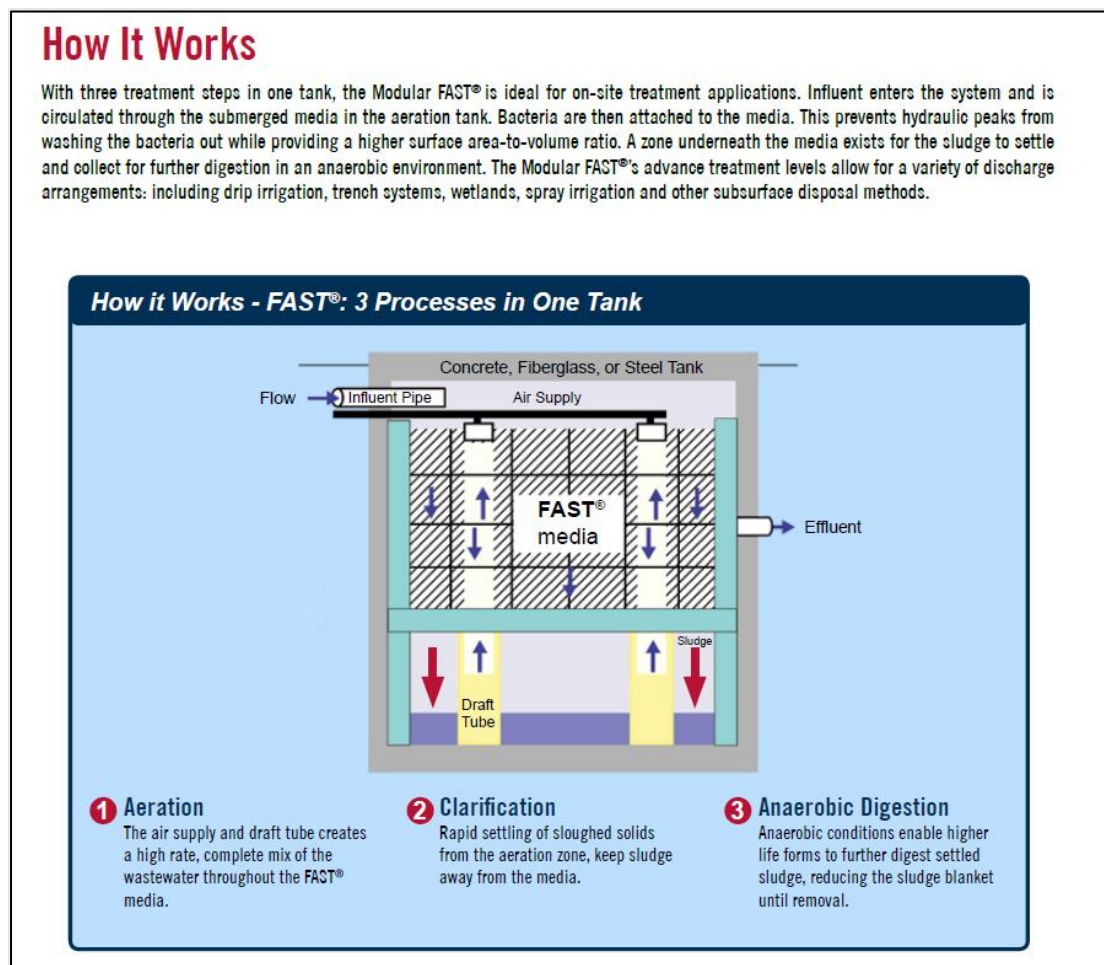 How It Works
With three treatment steps in one tank, the Modular FAST® is ideal for on-site treatment applications. Influent enters the system and is
circulated through the submerged media in the aeration tank. Bacteria are then attached to the media. This prevents hydraulic peaks from
washing the bacteria out while providing a higher surface area-to-volume ratio. A zone underneath the media exists for the sludge to settle
and collect for further digestion in an anaerobic environment. The Modular FAST®'s advance treatment levels allow for a variety of discharge
arrangements: including drip irrigation, trench systems, wetlands, spray irrigation and other subsurface disposal methods.
How it Works - FAST®: 3 Processes in One Tank
Concrete, Fiberglass, or Steel Tank
Flow
Influent Pipe
Air Supply
FAST®
media
Effluent
Sludge
Draft
Tube
1 Aeration
The air supply and draft tube creates
a high rate, complete mix of the
wastewater throughout the FAST®
media.
2 Clarification
Rapid settling of sloughed solids
from the aeration zone, keep sludge
away from the media.
3 Anaerobic Digestion
Anaerobic conditions enable higher
life forms to further digest settled
sludge, reducing the sludge blanket
until removal.